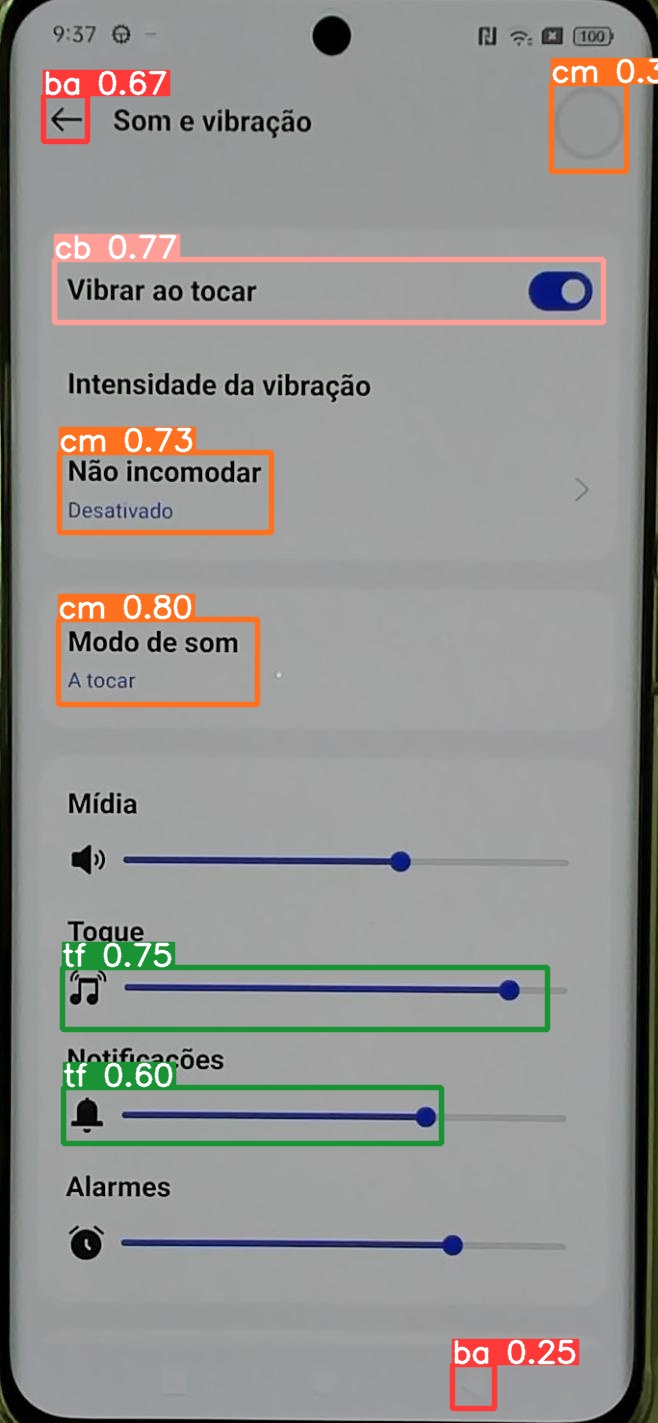 9:37
100
ba 0.67
cm 0.3
Som e vibração
cb 0.77
Vibrar ao tocar
Intensidade da vibração
cm 0.73
Não incomodar
Desativado
cm 0.80
Modo de som
A tocar
Mídia
Toque
tf 0.75
Notificações
tf 0.60
Alarmes
ba 0.25